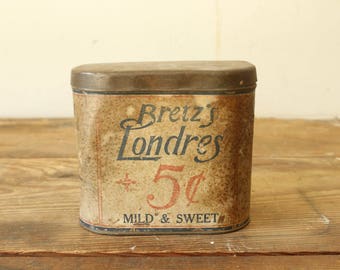 Bretz's
Londres
5¢
MILD & SWEET